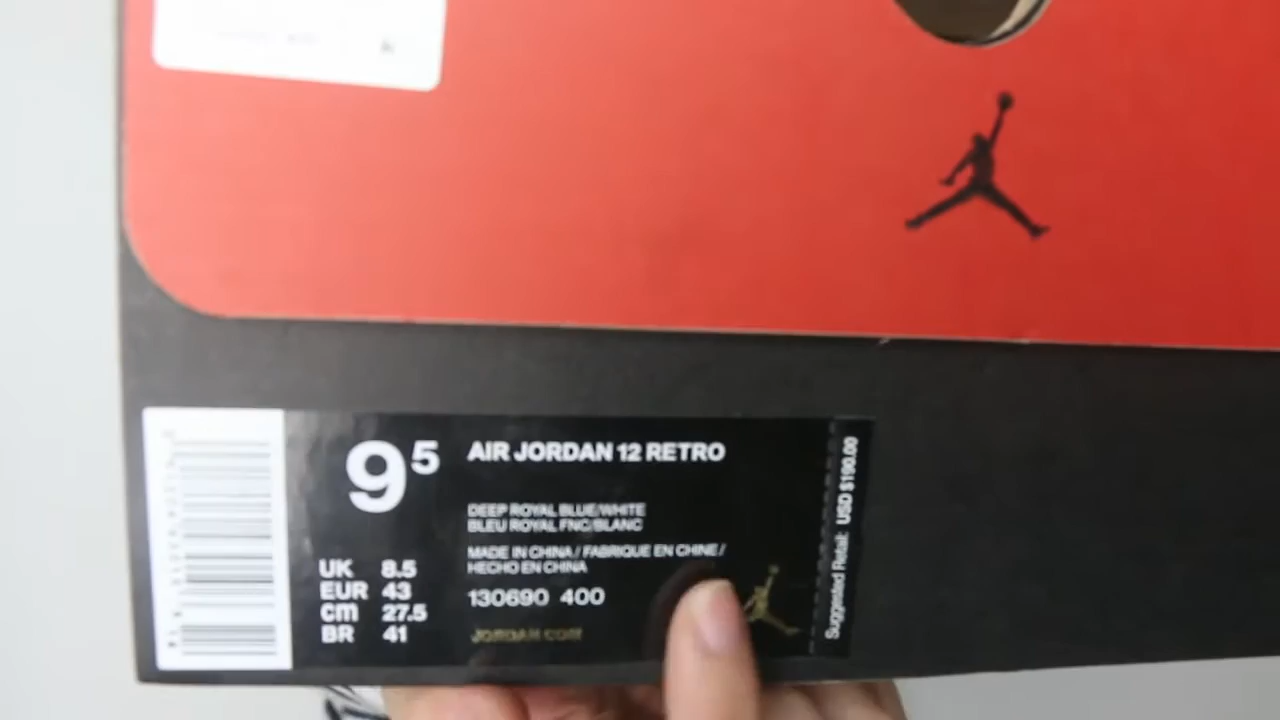 9⁵
AIR JORDAN 12 RETRO
DEEP ROYAL BLUE/WHITE
BLEU ROYAL FNC/BLANC
MADE IN CHINA / FABRIQUE EN CHINE /
HECHO EN CHINA
130690 400
JORDAN.COM
UK 8.5
EUR 43
cm 27.5
BR 41
Suggested Retail: USD $190.00